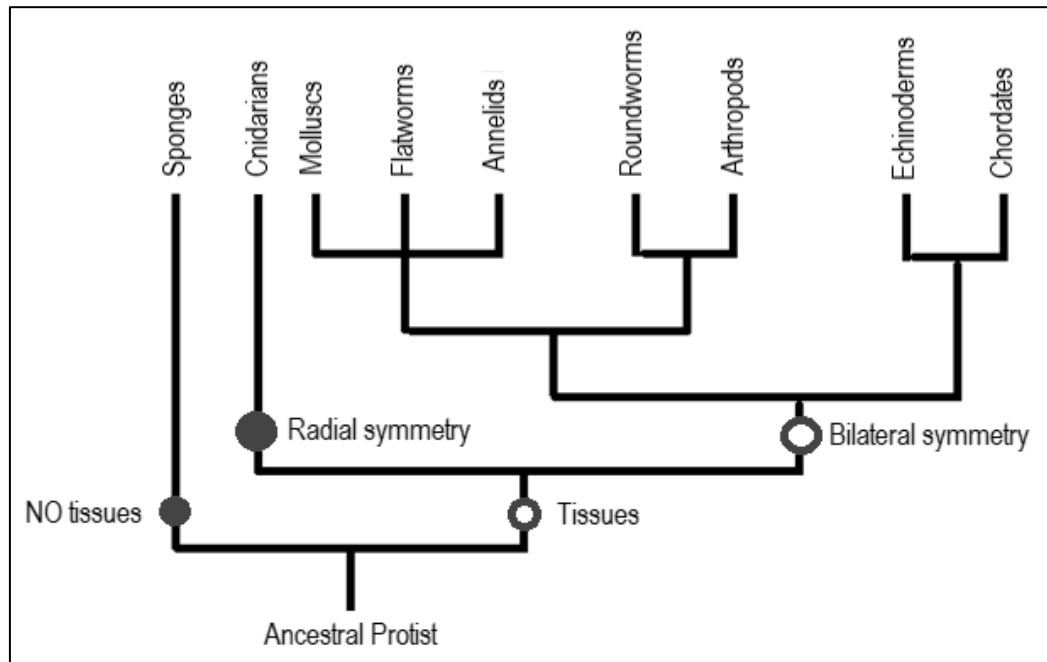 Sponges
Cnidarians
Molluscs
Flatworms
Annelids
Roundworms
Arthropods
Echinoderms
Chordates
Radial symmetry
Bilateral symmetry
NO tissues
Tissues
Ancestral Protist